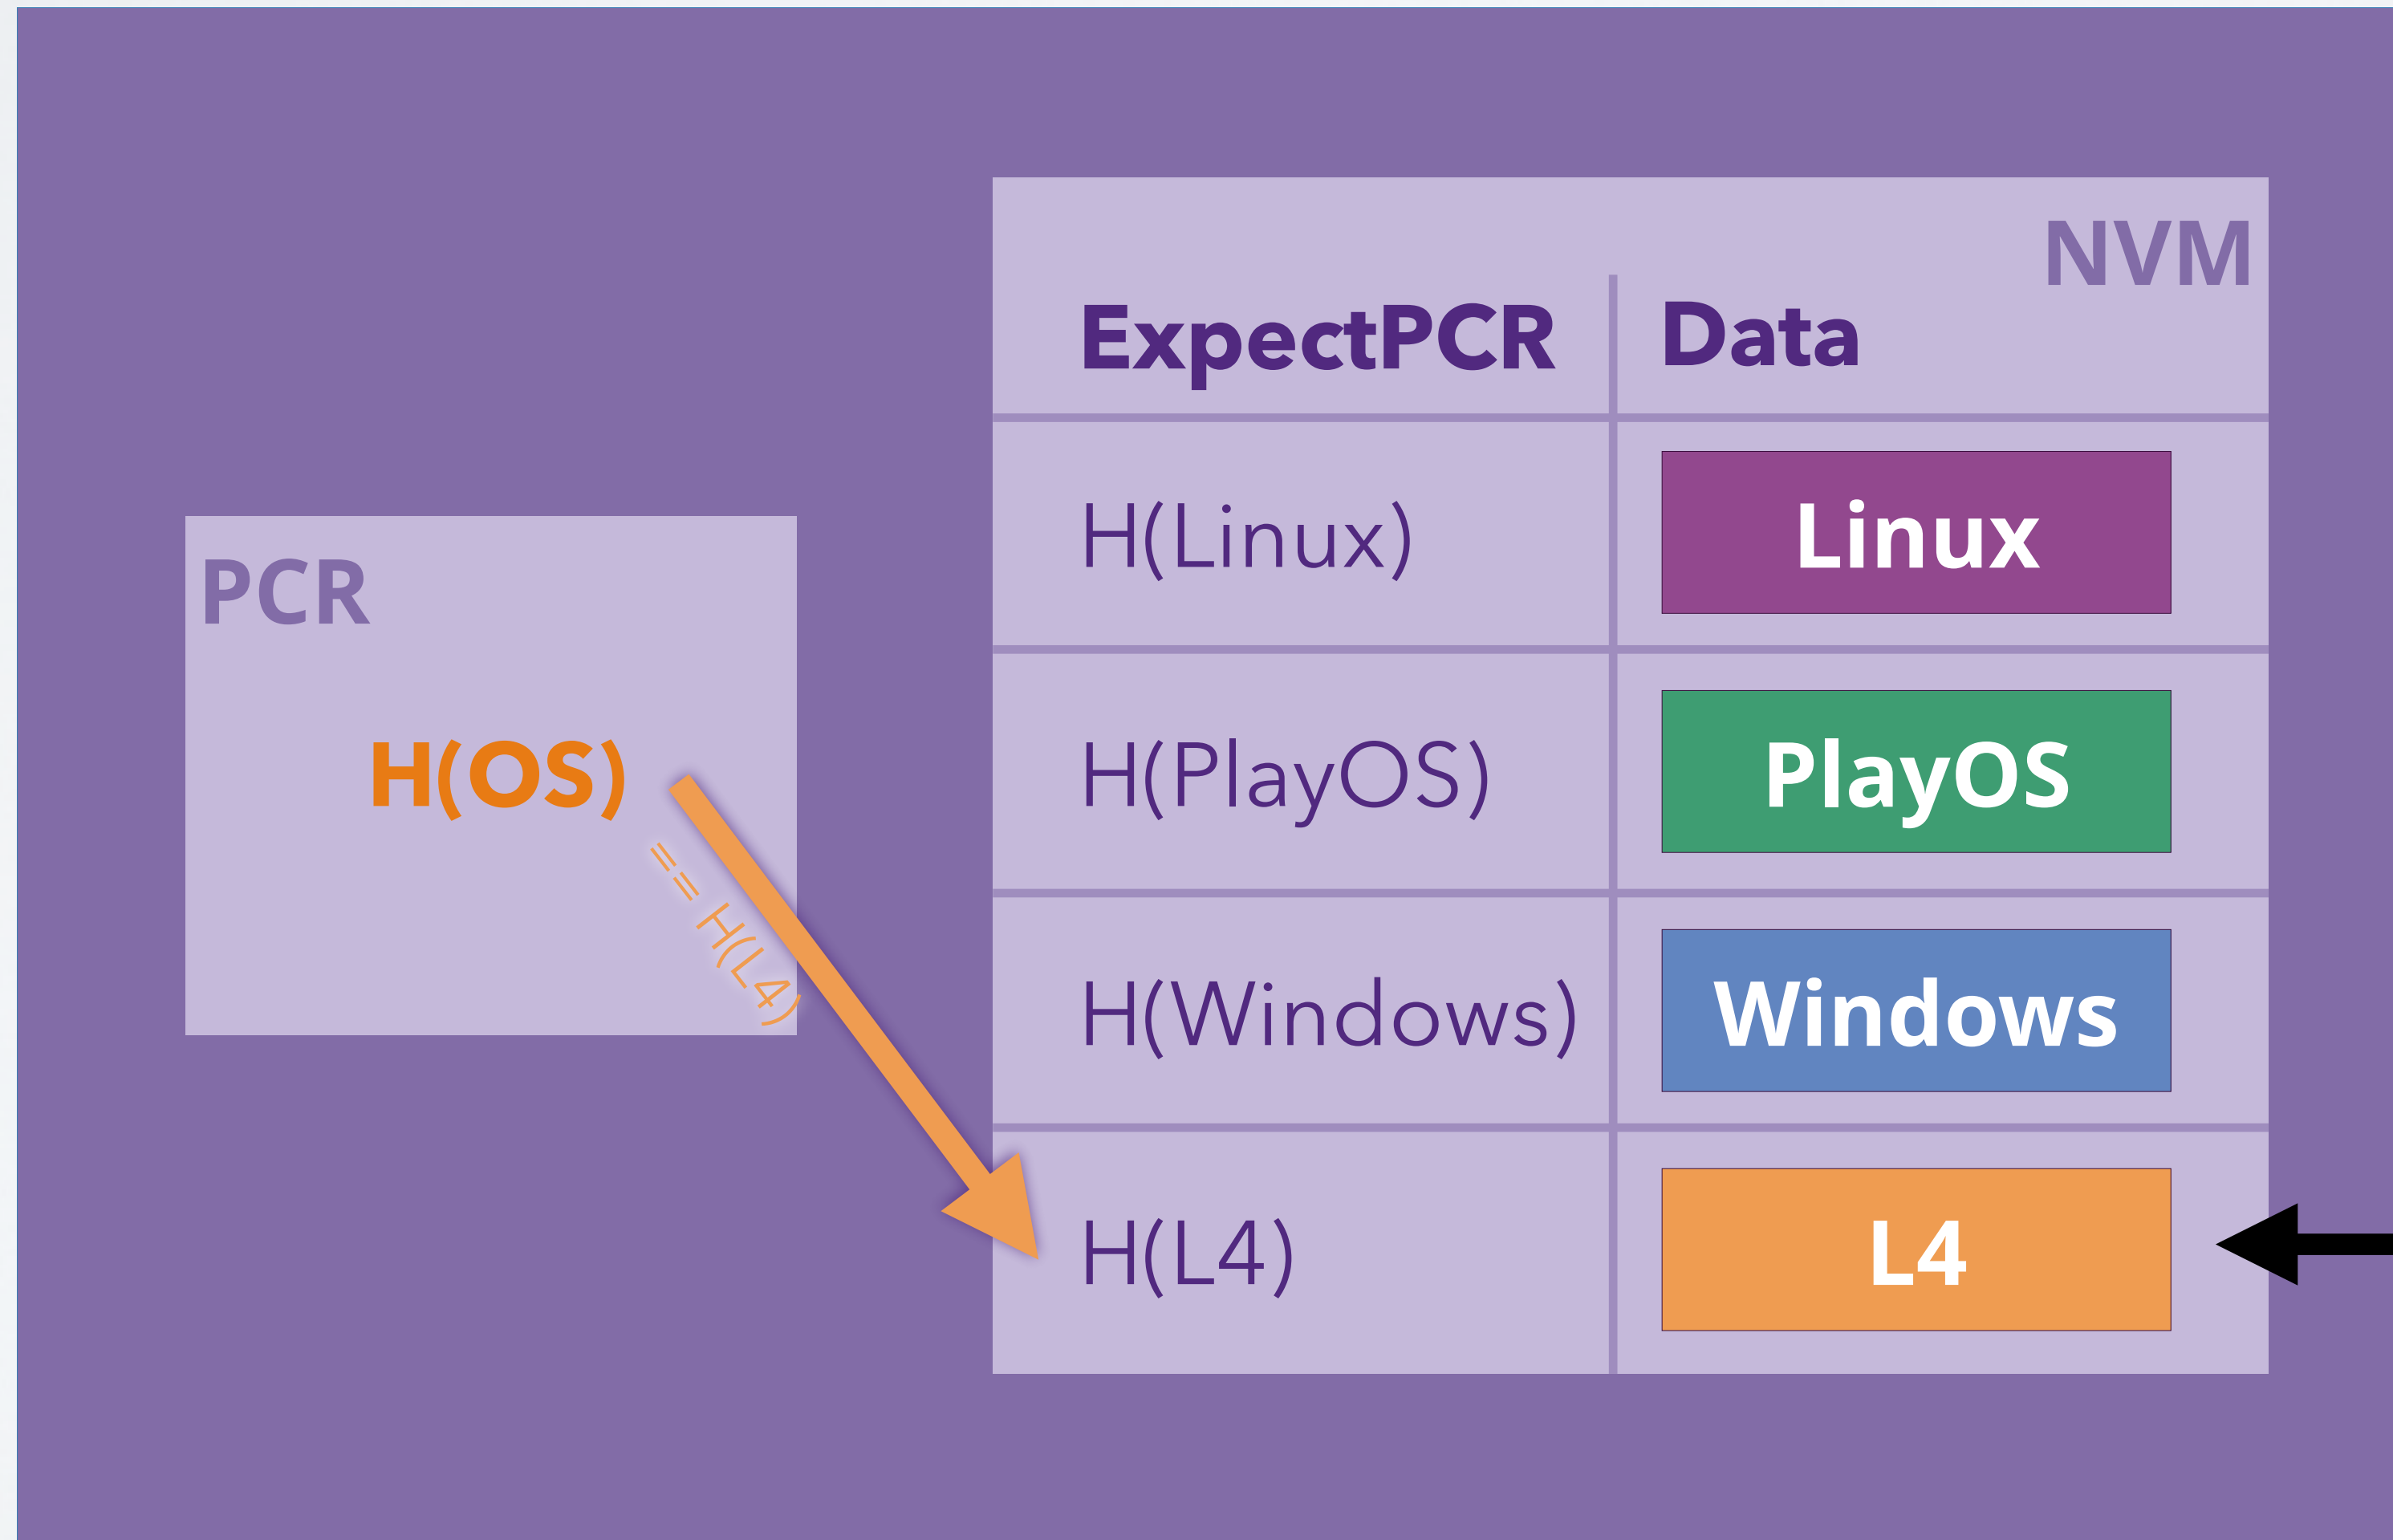 NVM
ExpectPCR Data
H(Linux) Linux
PCR
H(OS)
== H(L4)
H(PlayOS) PlayOS
H(Windows) Windows
H(L4) L4